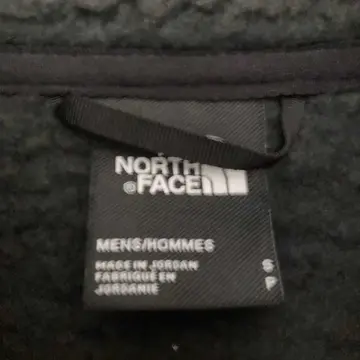 NORTH
®FACE
MENS/HOMMES
MADE IN JORDAN
FABRIQUE EN
JORDANIE
S
P